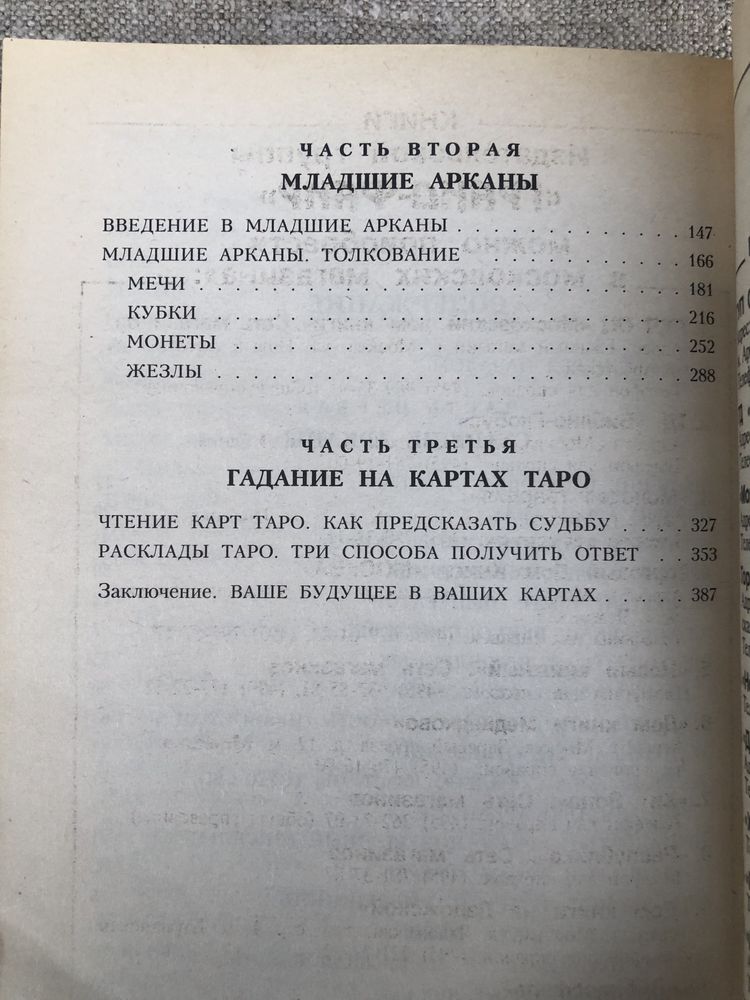 ЧАСТЬ ВТОРАЯ
МЛАДШИЕ АРКАНЫ
ВВЕДЕНИЕ В МЛАДШИЕ АРКАНЫ . . . . . . . . . . . . . . 147
МЛАДШИЕ АРКАНЫ. ТОЛКОВАНИЕ . . . . . . . . . . . . 166
МЕЧИ . . . . . . . . . . . . . . . . . . . . . . . . . . . . . 181
КУБКИ . . . . . . . . . . . . . . . . . . . . . . . . . . . . 216
МОНЕТЫ . . . . . . . . . . . . . . . . . . . . . . . . . . . 252
ЖЕЗЛЫ . . . . . . . . . . . . . . . . . . . . . . . . . . . . 288
ЧАСТЬ ТРЕТЬЯ
ГАДАНИЕ НА КАРТАХ ТАРО
ЧТЕНИЕ КАРТ ТАРО. КАК ПРЕДСКАЗАТЬ СУДЬБУ . . . . 327
РАСКЛАДЫ ТАРО. ТРИ СПОСОБА ПОЛУЧИТЬ ОТВЕТ . . 353
Заключение. ВАШЕ БУДУЩЕЕ В ВАШИХ КАРТАХ . . . . . 387